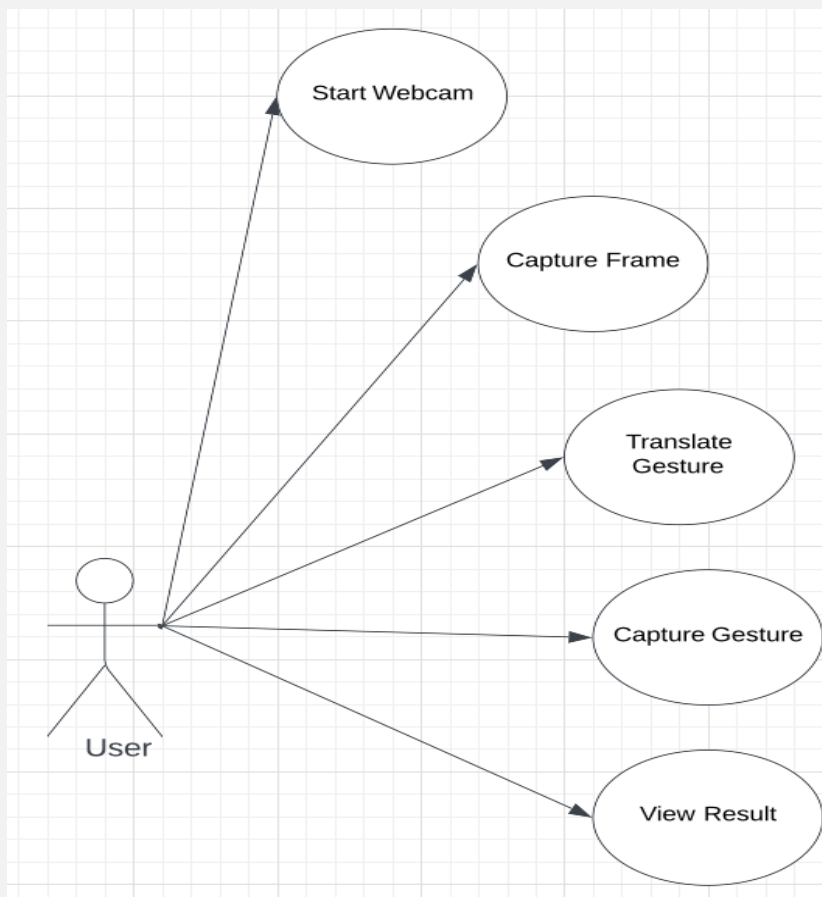 Start Webcam
Capture Frame
Translate
Gesture
Capture Gesture
User
View Result